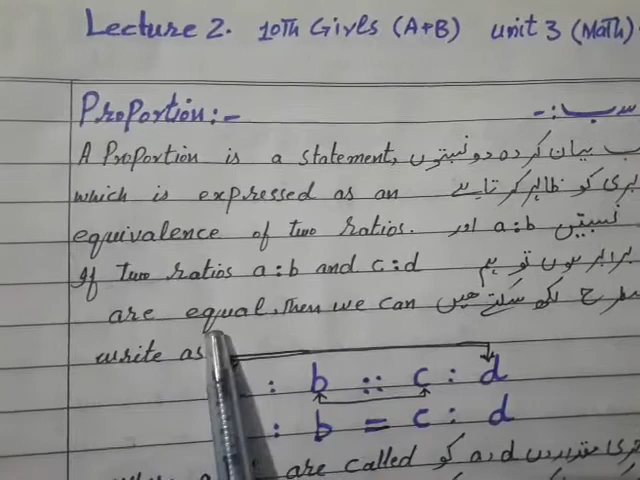 Lecture 2. 10Th Girls (A+B) unit 3 (Math)
Proportion:-
A Proportion is a statement, بیان کردہ دو نسبتوں
which is expressed as an کو ظاہر کرتا ہے
equivalence of two ratios. نسبتیں a:b اور
If Two ratios a:b and c:d برابر ہوں تو ہم
are equal, Then we can طرح لکھ سکتے ھیں
write as
: b :: c : d
: b = c : d
are called کو a,d